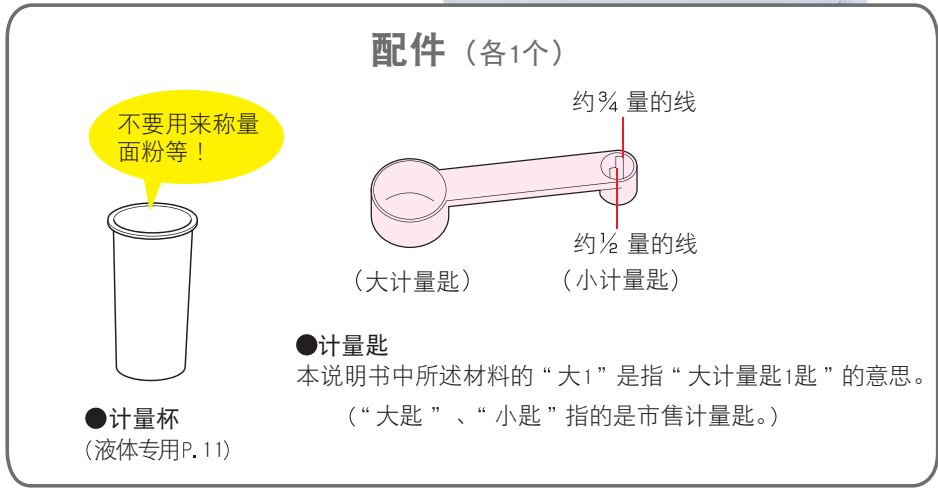 配件（各1个）
不要用来称量
面粉等！
约¾ 量的线
约½ 量的线
（大计量匙）
（小计量匙）
●计量匙
本说明书中所述材料的“大1”是指“大计量匙1匙”的意思。
（“大匙”、“小匙”指的是市售计量匙。）
●计量杯
（液体专用P.11）